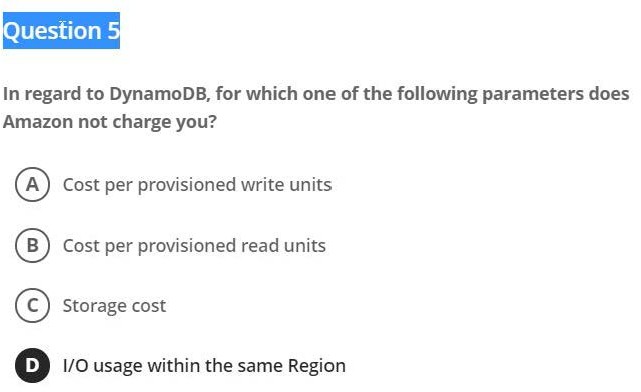 Question 5
In regard to DynamoDB, for which one of the following parameters does
Amazon not charge you?
A Cost per provisioned write units
B Cost per provisioned read units
C Storage cost
D I/O usage within the same Region